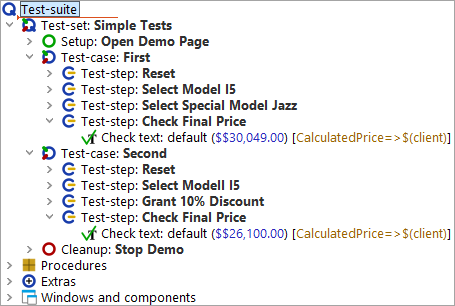 Test-suite
Test-set: Simple Tests
Setup: Open Demo Page
Test-case: First
Test-step: Reset
Test-step: Select Model I5
Test-step: Select Special Model Jazz
Test-step: Check Final Price
Check text: default ($$30,049.00) [CalculatedPrice=>$(client)]
Test-case: Second
Test-step: Reset
Test-step: Select Modell I5
Test-step: Grant 10% Discount
Test-step: Check Final Price
Check text: default ($$26,100.00) [CalculatedPrice=>$(client)]
Cleanup: Stop Demo
Procedures
Extras
Windows and components